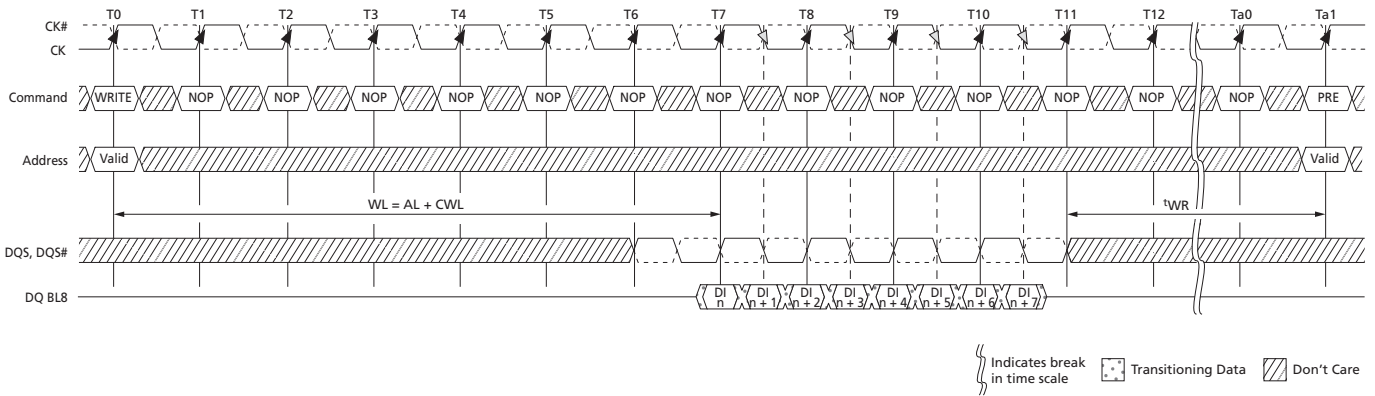 T0 T1 T2 T3 T4 T5 T6 T7 T8 T9 T10 T11 T12 Ta0 Ta1
CK#
CK
Command WRITE NOP NOP NOP NOP NOP NOP NOP NOP NOP NOP NOP NOP NOP PRE
Address Valid Valid
WL = AL + CWL tWR
DQS, DQS#
DQ BL8 DI n DI n + 1 DI n + 2 DI n + 3 DI n + 4 DI n + 5 DI n + 6 DI n + 7
Indicates break
in time scale
Transitioning Data
Don't Care